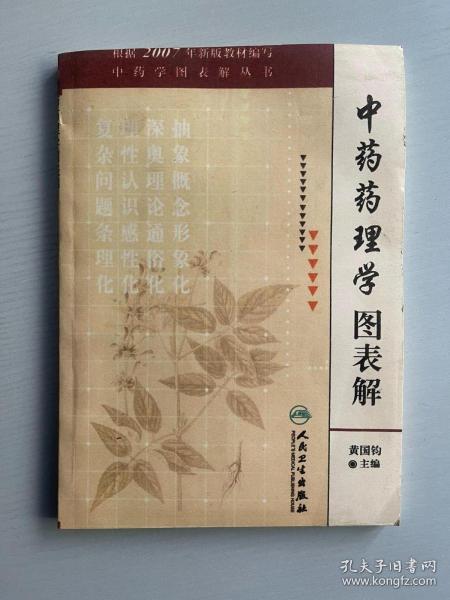 根据2007年新版教材编写
中药学图表解丛书
抽象概念形象化
深奥理论通俗化
理性认识感性化
复杂问题条理化
中药药理学
图表解
黄国钧
◉主编
人民卫生出版社
PEOPLE'S MEDICAL
PUBLISHING HOUSE
孔夫子旧书网
www.kongfz.com